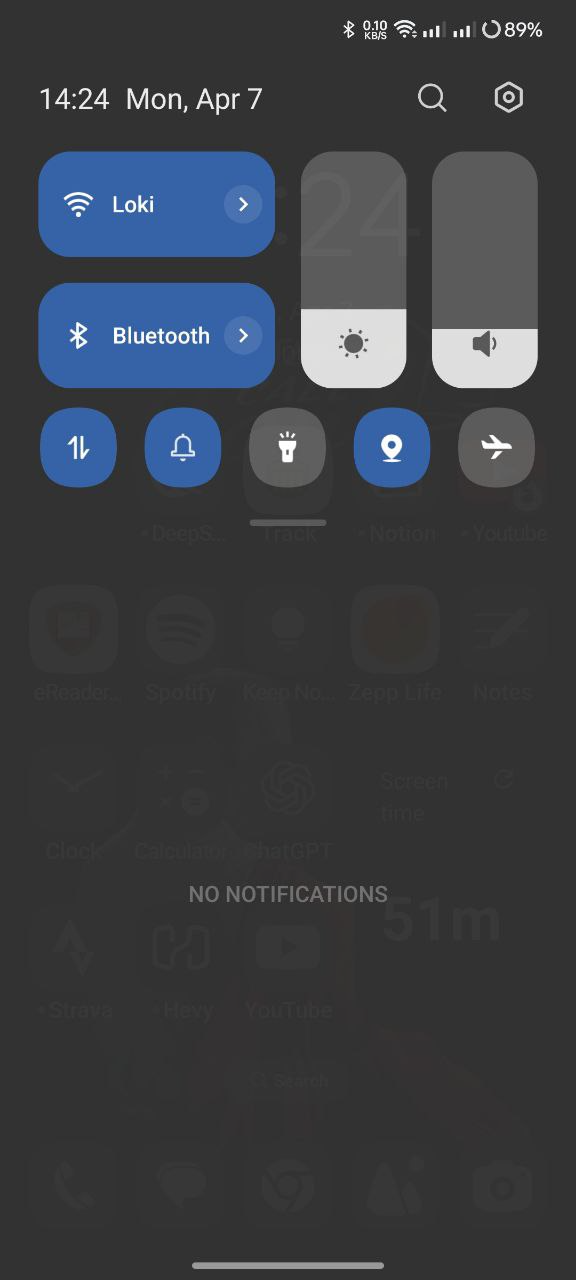 0.10
KB/S
89%
14:24 Mon, Apr 7
Loki
:24
Bluetooth
• DeepS...
Track
• Notion
• Youtube
eReader...
Spotify
Keep No...
Zepp Life
Notes
Screen
time
Clock
Calculator
ChatGPT
NO NOTIFICATIONS
51m
• Strava
• Hevy
YouTube
Search